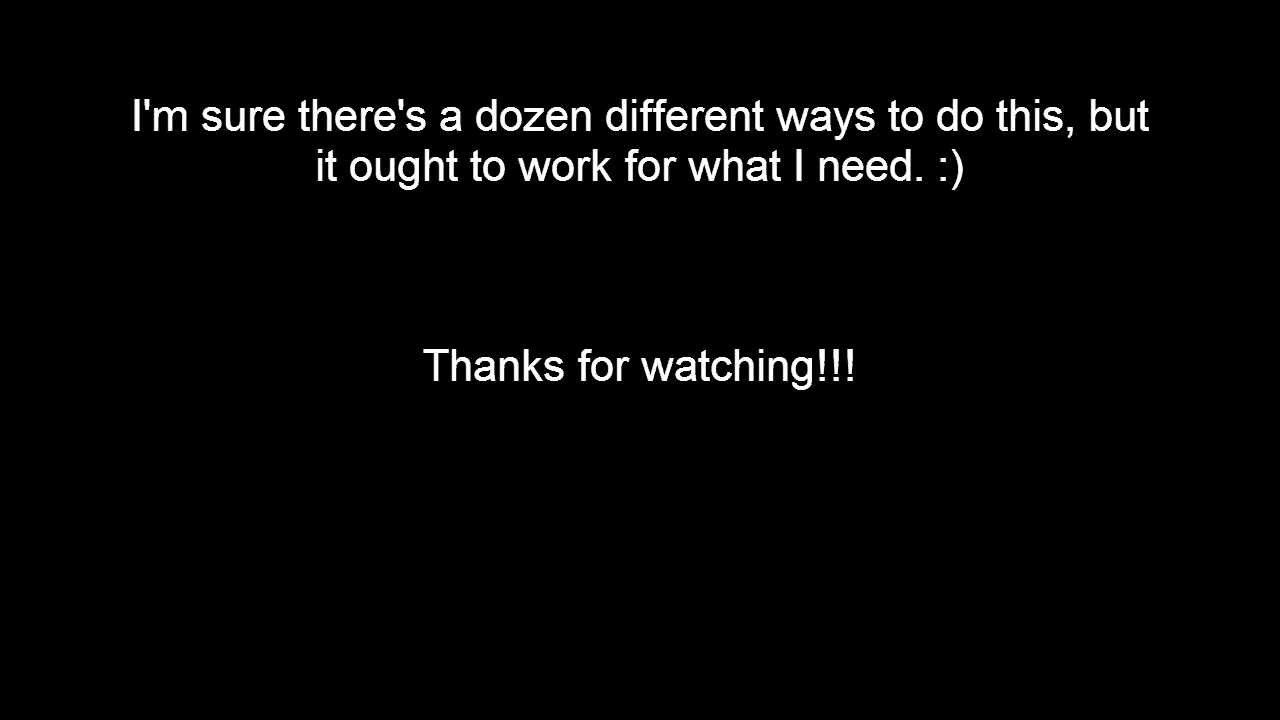 I'm sure there's a dozen different ways to do this, but
it ought to work for what I need. :)
Thanks for watching!!!